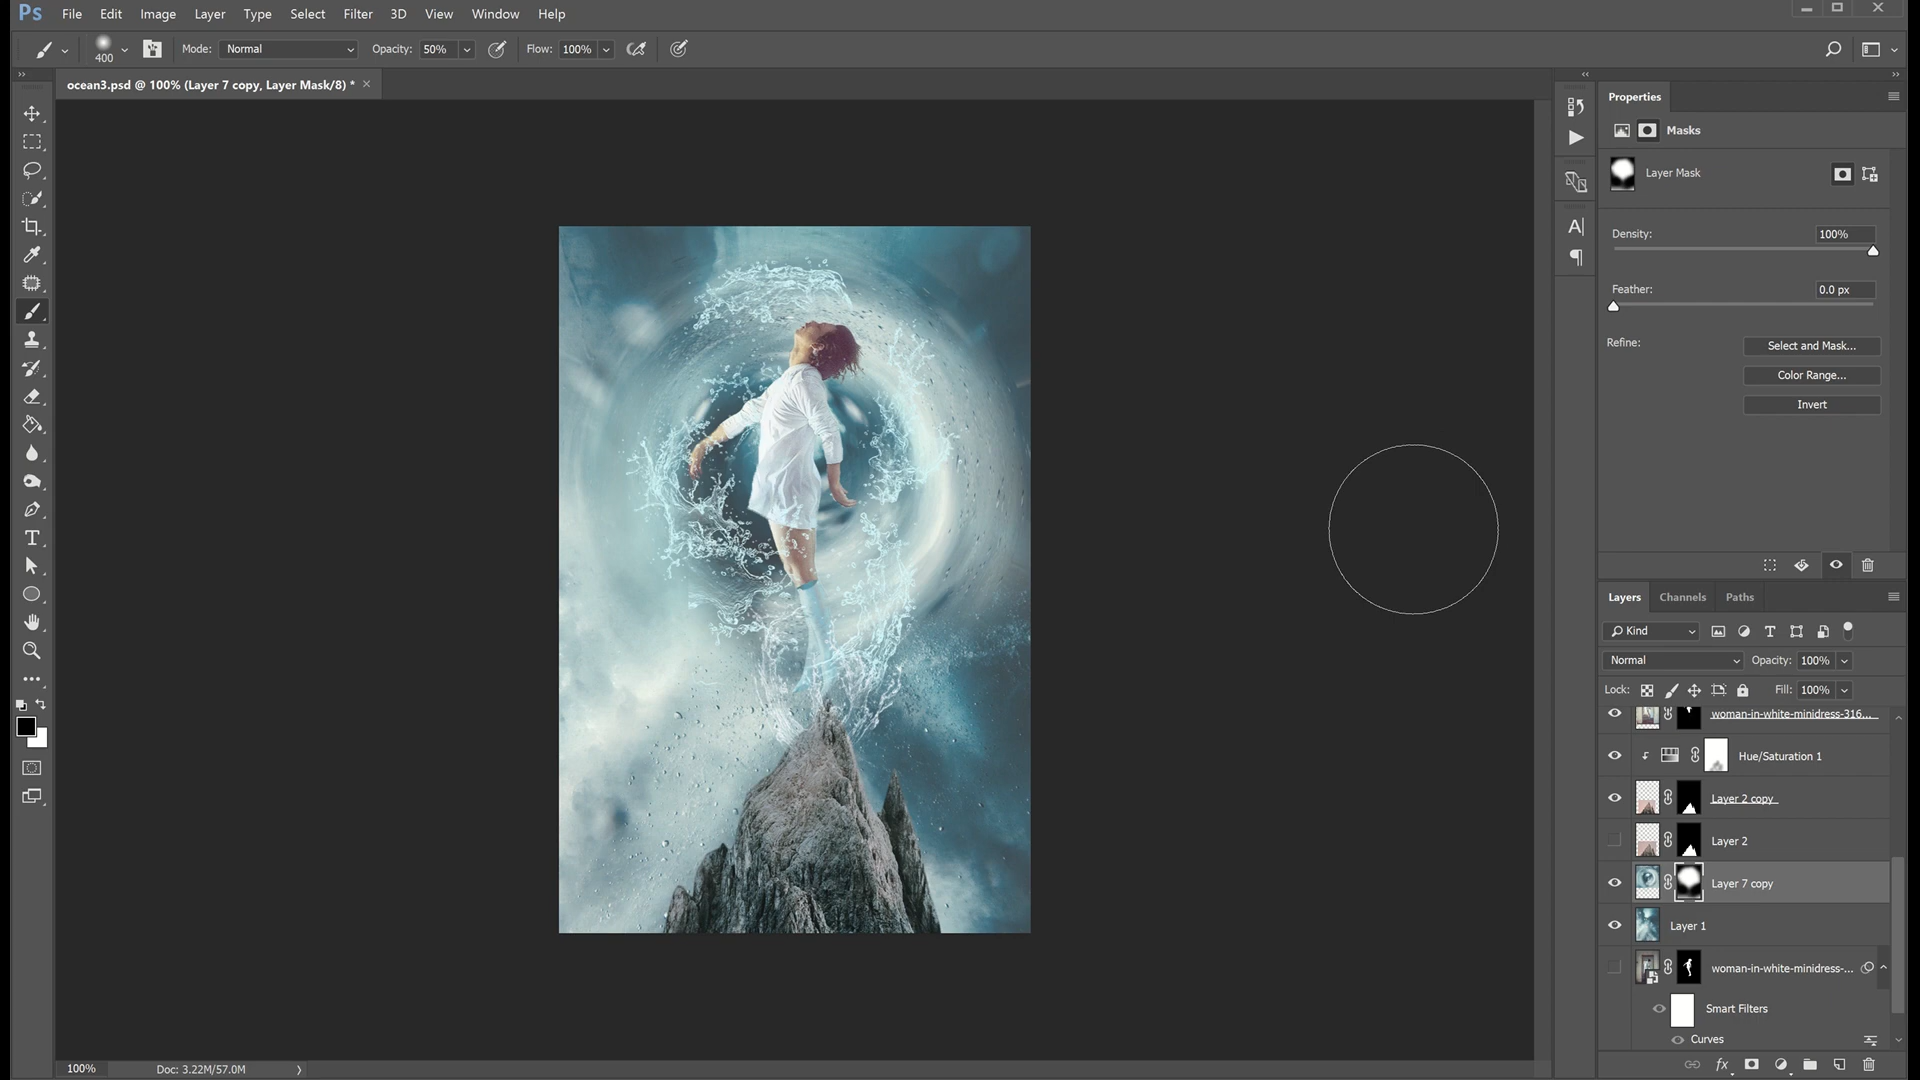 Ps File Edit Image Layer Type Select Filter 3D View Window Help
400 Mode: Normal Opacity: 50% Flow: 100%
ocean3.psd @ 100% (Layer 7 copy, Layer Mask/8) * ×
Properties
Masks
Layer Mask
Density: 100%
Feather: 0.0 px
Refine: Select and Mask...
Color Range...
Invert
Layers Channels Paths
Kind
Normal Opacity: 100%
Lock: Fill: 100%
woman-in-white-minidress-316...
Hue/Saturation 1
Layer 2 copy
Layer 2
Layer 7 copy
Layer 1
woman-in-white-minidress-...
Smart Filters
Curves
100% Doc: 3.22M/57.0M